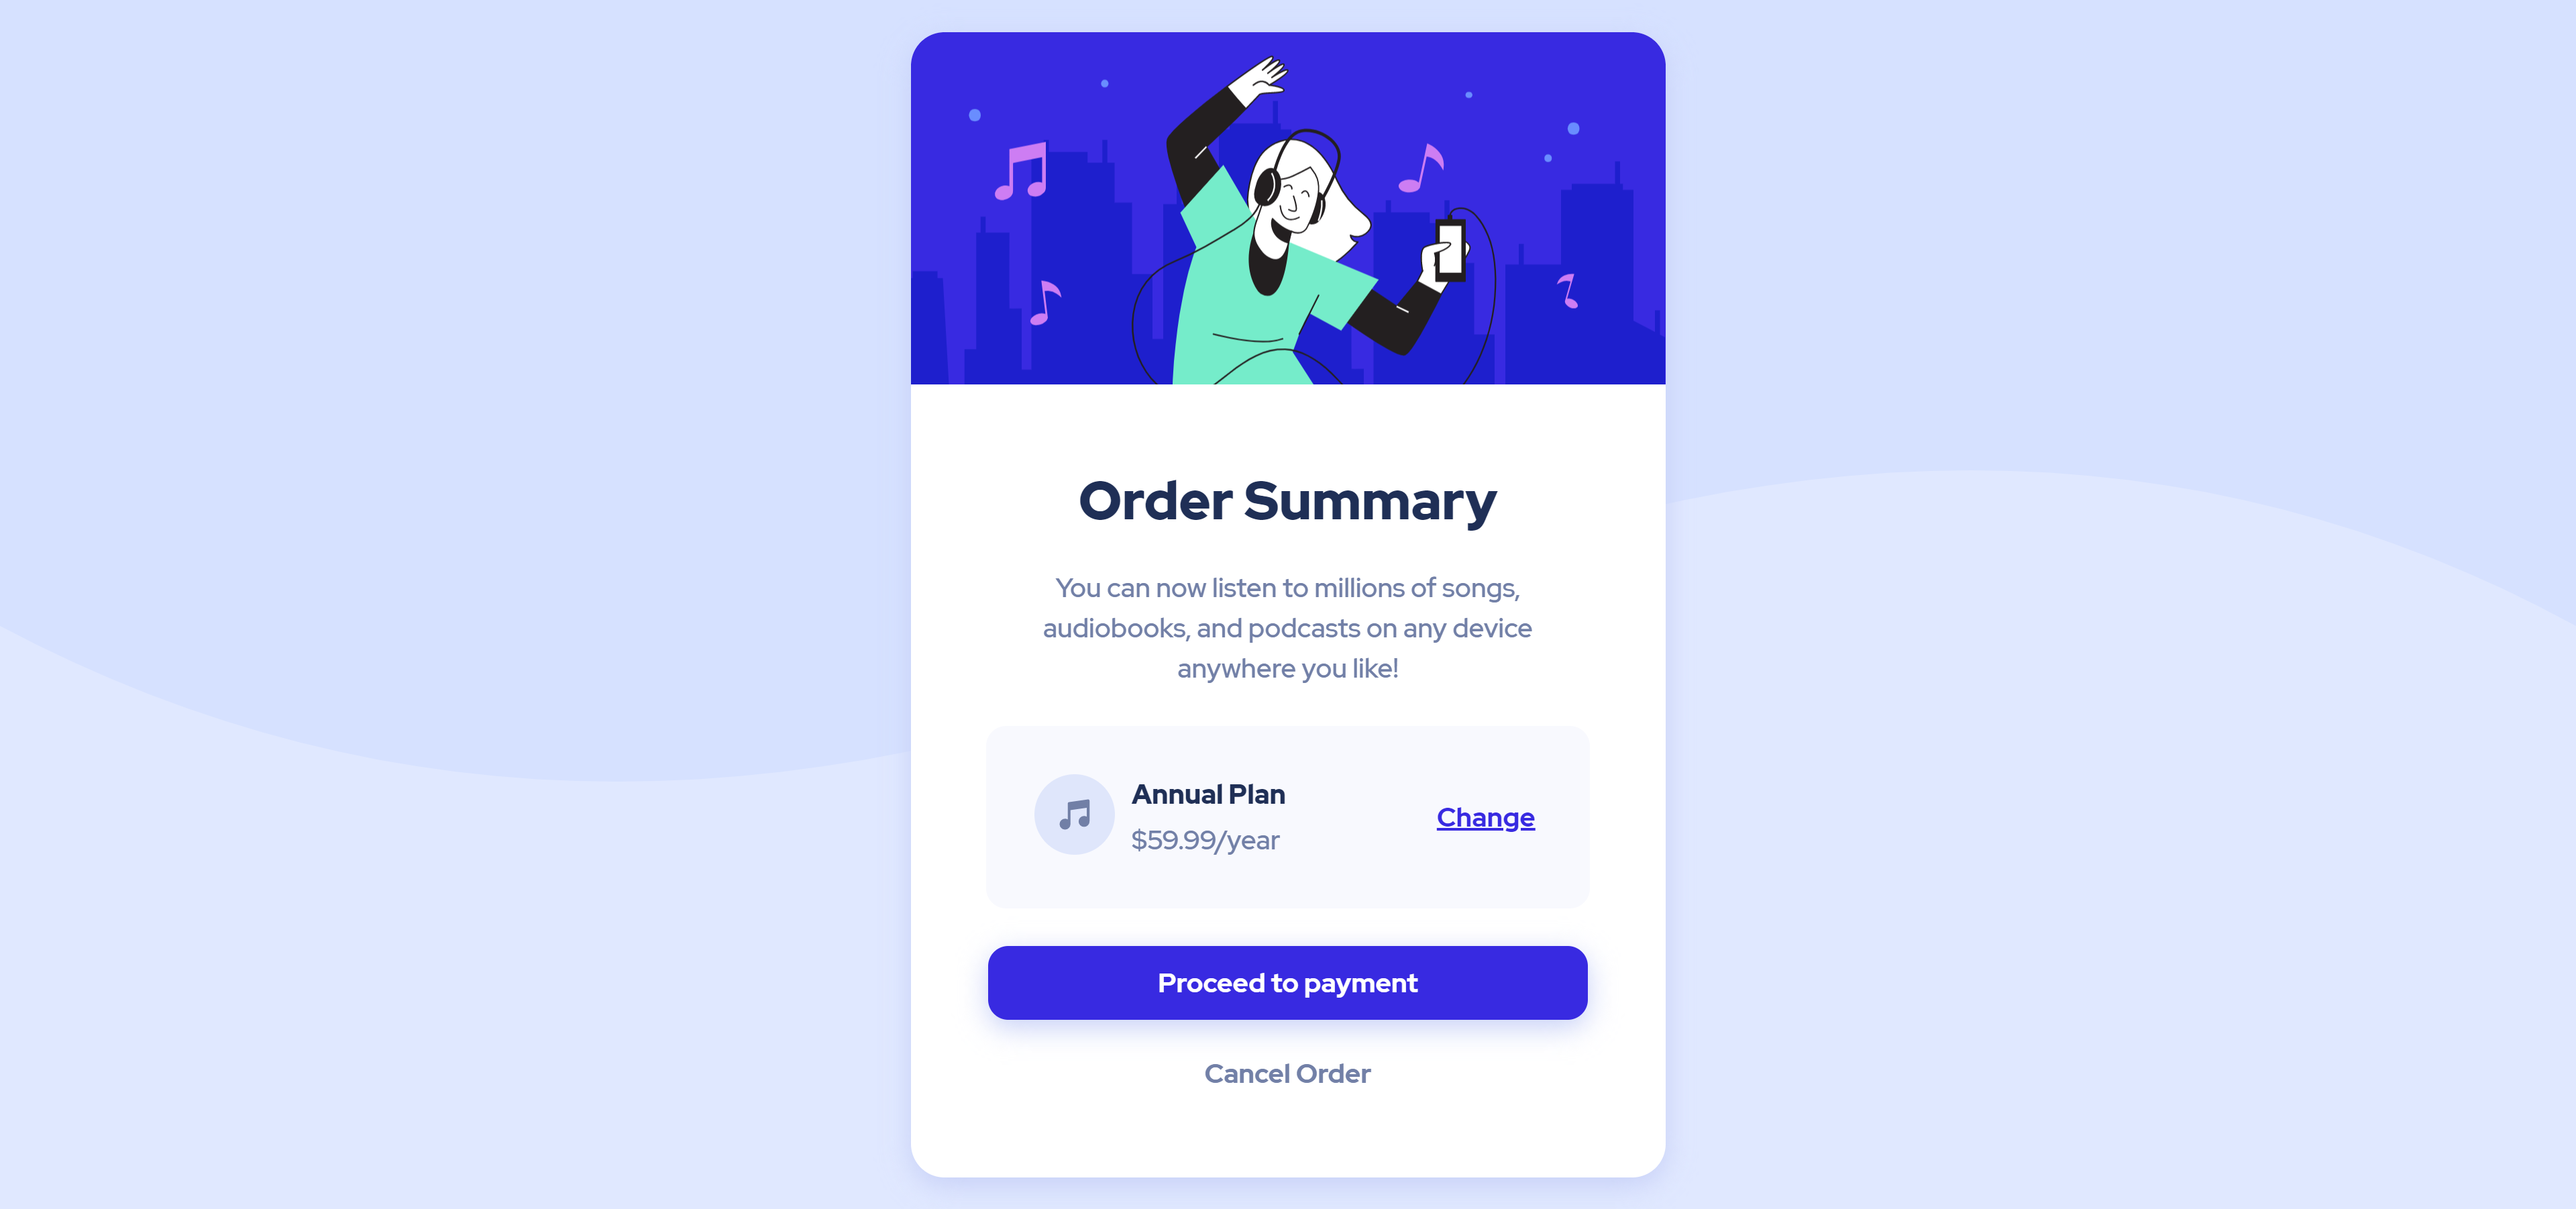 Order Summary
You can now listen to millions of songs,
audiobooks, and podcasts on any device
anywhere you like!
Annual Plan
$59.99/year
Change
Proceed to payment
Cancel Order